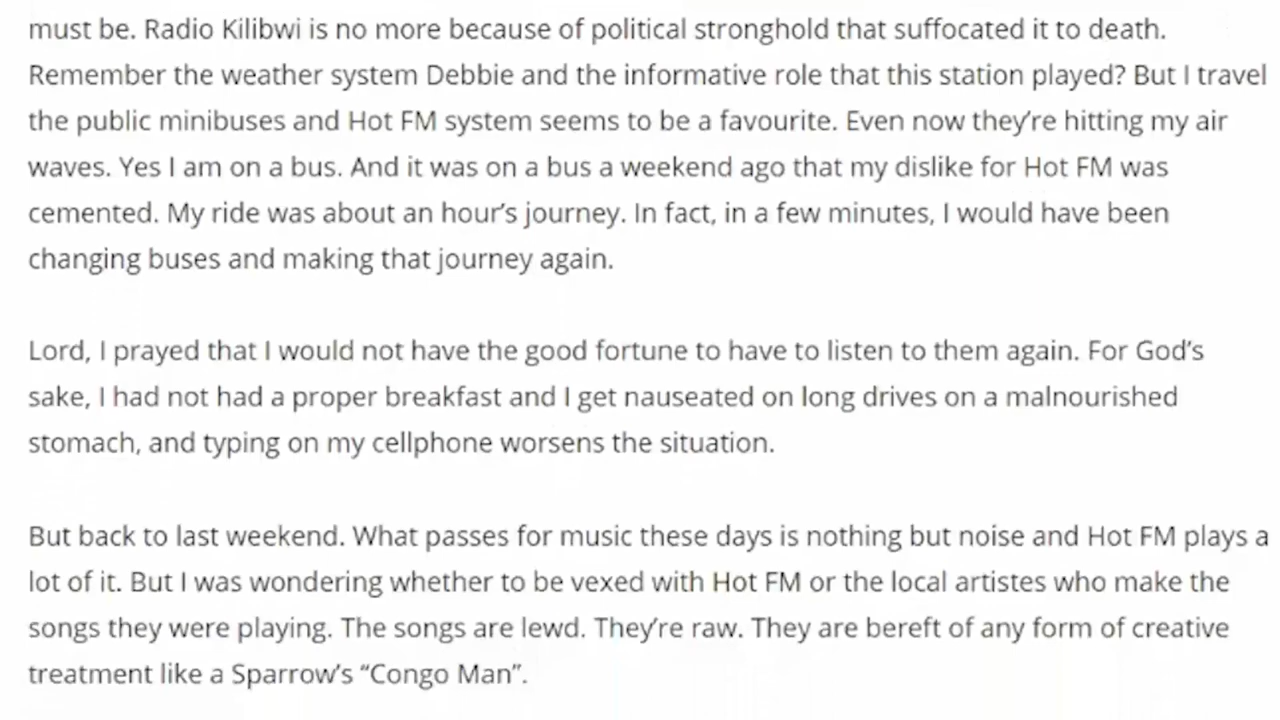 must be. Radio Kilibwi is no more because of political stronghold that suffocated it to death.
Remember the weather system Debbie and the informative role that this station played? But I travel
the public minibuses and Hot FM system seems to be a favourite. Even now they’re hitting my air
waves. Yes I am on a bus. And it was on a bus a weekend ago that my dislike for Hot FM was
cemented. My ride was about an hour’s journey. In fact, in a few minutes, I would have been
changing buses and making that journey again.
Lord, I prayed that I would not have the good fortune to have to listen to them again. For God’s
sake, I had not had a proper breakfast and I get nauseated on long drives on a malnourished
stomach, and typing on my cellphone worsens the situation.
But back to last weekend. What passes for music these days is nothing but noise and Hot FM plays a
lot of it. But I was wondering whether to be vexed with Hot FM or the local artistes who make the
songs they were playing. The songs are lewd. They’re raw. They are bereft of any form of creative
treatment like a Sparrow’s “Congo Man”.